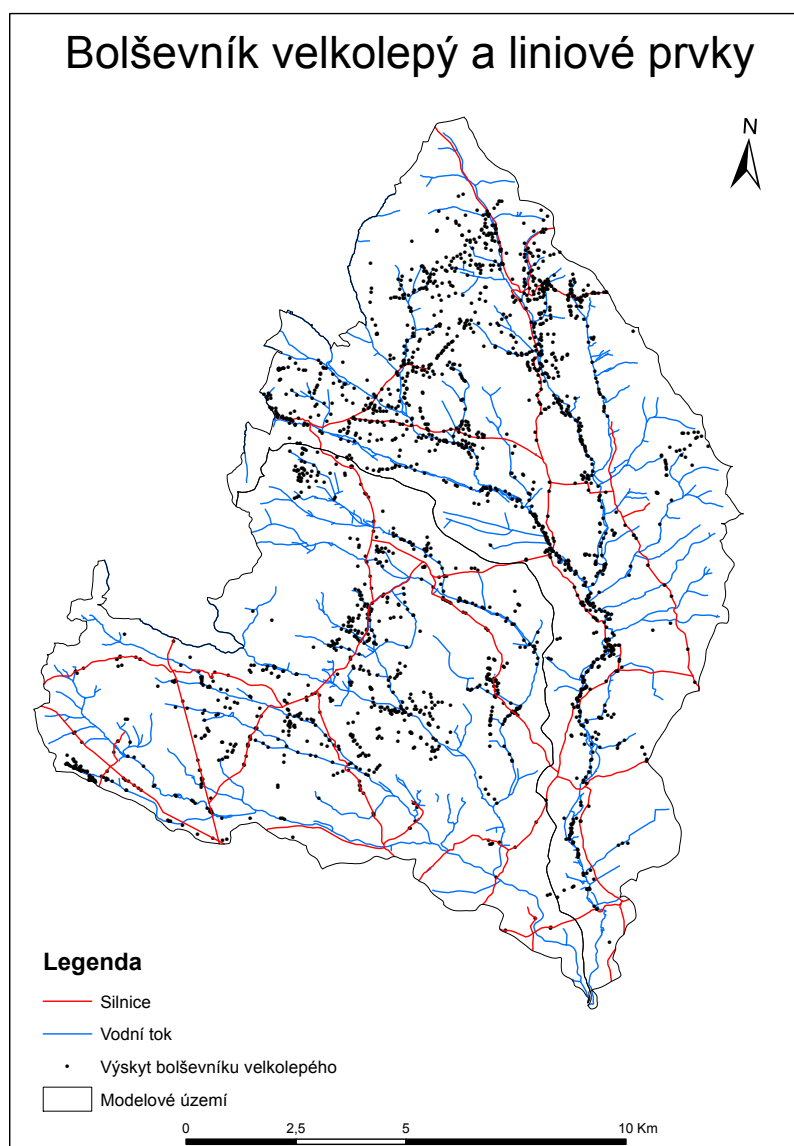 Bolševník velkolepý a liniové prvky
N
Legenda
Silnice
Vodní tok
Výskyt bolševníku velkolepého
Modelové území
0 2,5 5 10 Km